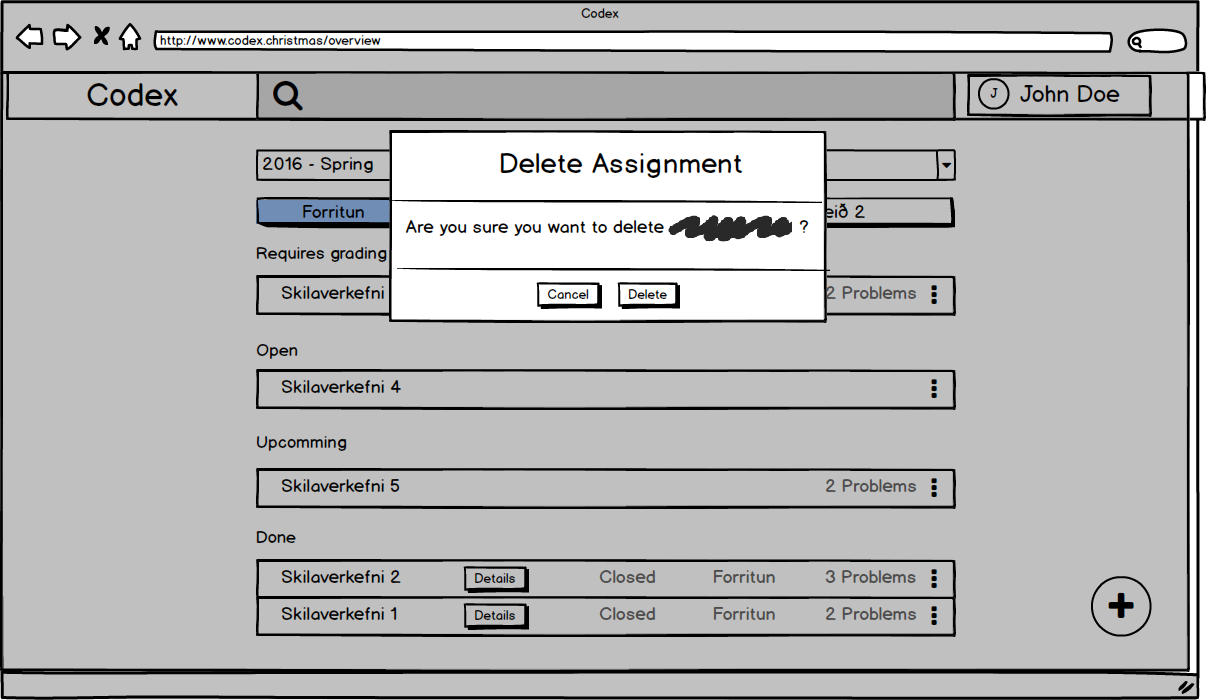 Codex
http://www.codex.christmas/overview
Codex
J John Doe
2016 - Spring
Delete Assignment
Forritun
eið 2
Are you sure you want to delete ?
Requires grading
Skilaverkefni
2 Problems
Cancel Delete
Open
Skilaverkefni 4
Upcomming
Skilaverkefni 5 2 Problems
Done
Skilaverkefni 2 Details Closed Forritun 3 Problems
Skilaverkefni 1 Details Closed Forritun 2 Problems